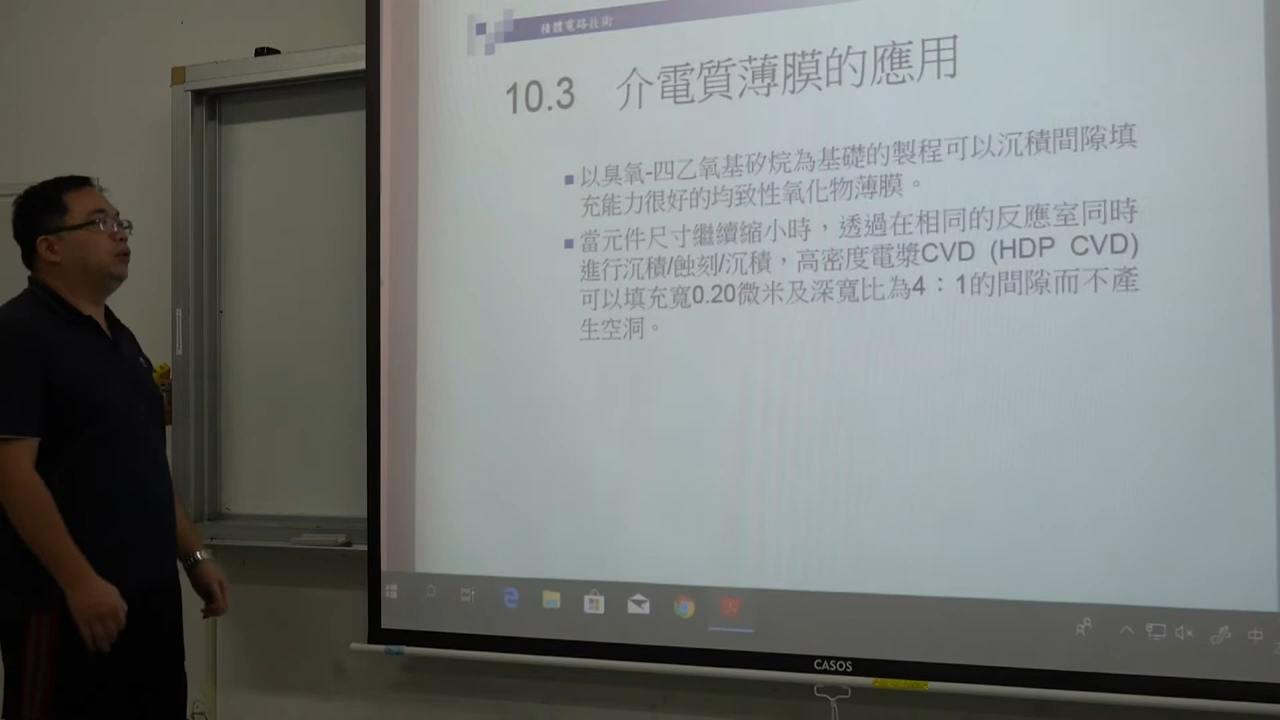 積體電路技術
10.3 介電質薄膜的應用
以臭氧-四乙氧基矽烷為基礎的製程可以沉積間隙填
充能力很好的均致性氧化物薄膜。
當元件尺寸繼續縮小時，透過在相同的反應室同時
進行沉積/蝕刻/沉積，高密度電漿CVD (HDP CVD)
可以填充寬0.20微米及深寬比為4：1的間隙而不產
生空洞。
中
CASOS